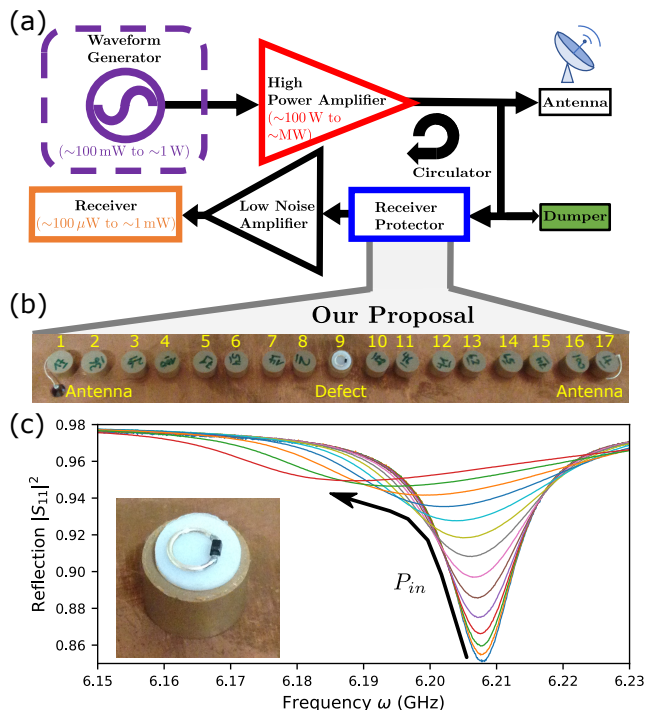 (a)
Waveform
Generator
(~100 mW to ~1 W)
High
Power Amplifier
(~100 W to
~MW)
Antenna
Circulator
Receiver
(~100 μW to ~1 mW)
Low Noise
Amplifier
Receiver
Protector
Dumper
(b)
Our Proposal
1 2 3 4 5 6 7 8 9 10 11 12 13 14 15 16 17
Antenna Defect Antenna
(c)
Reflection |S₁₁|²
0.98
0.96
0.94
0.92
0.90
0.88
0.86
P_in
6.15 6.16 6.17 6.18 6.19 6.20 6.21 6.22 6.23
Frequency ω (GHz)